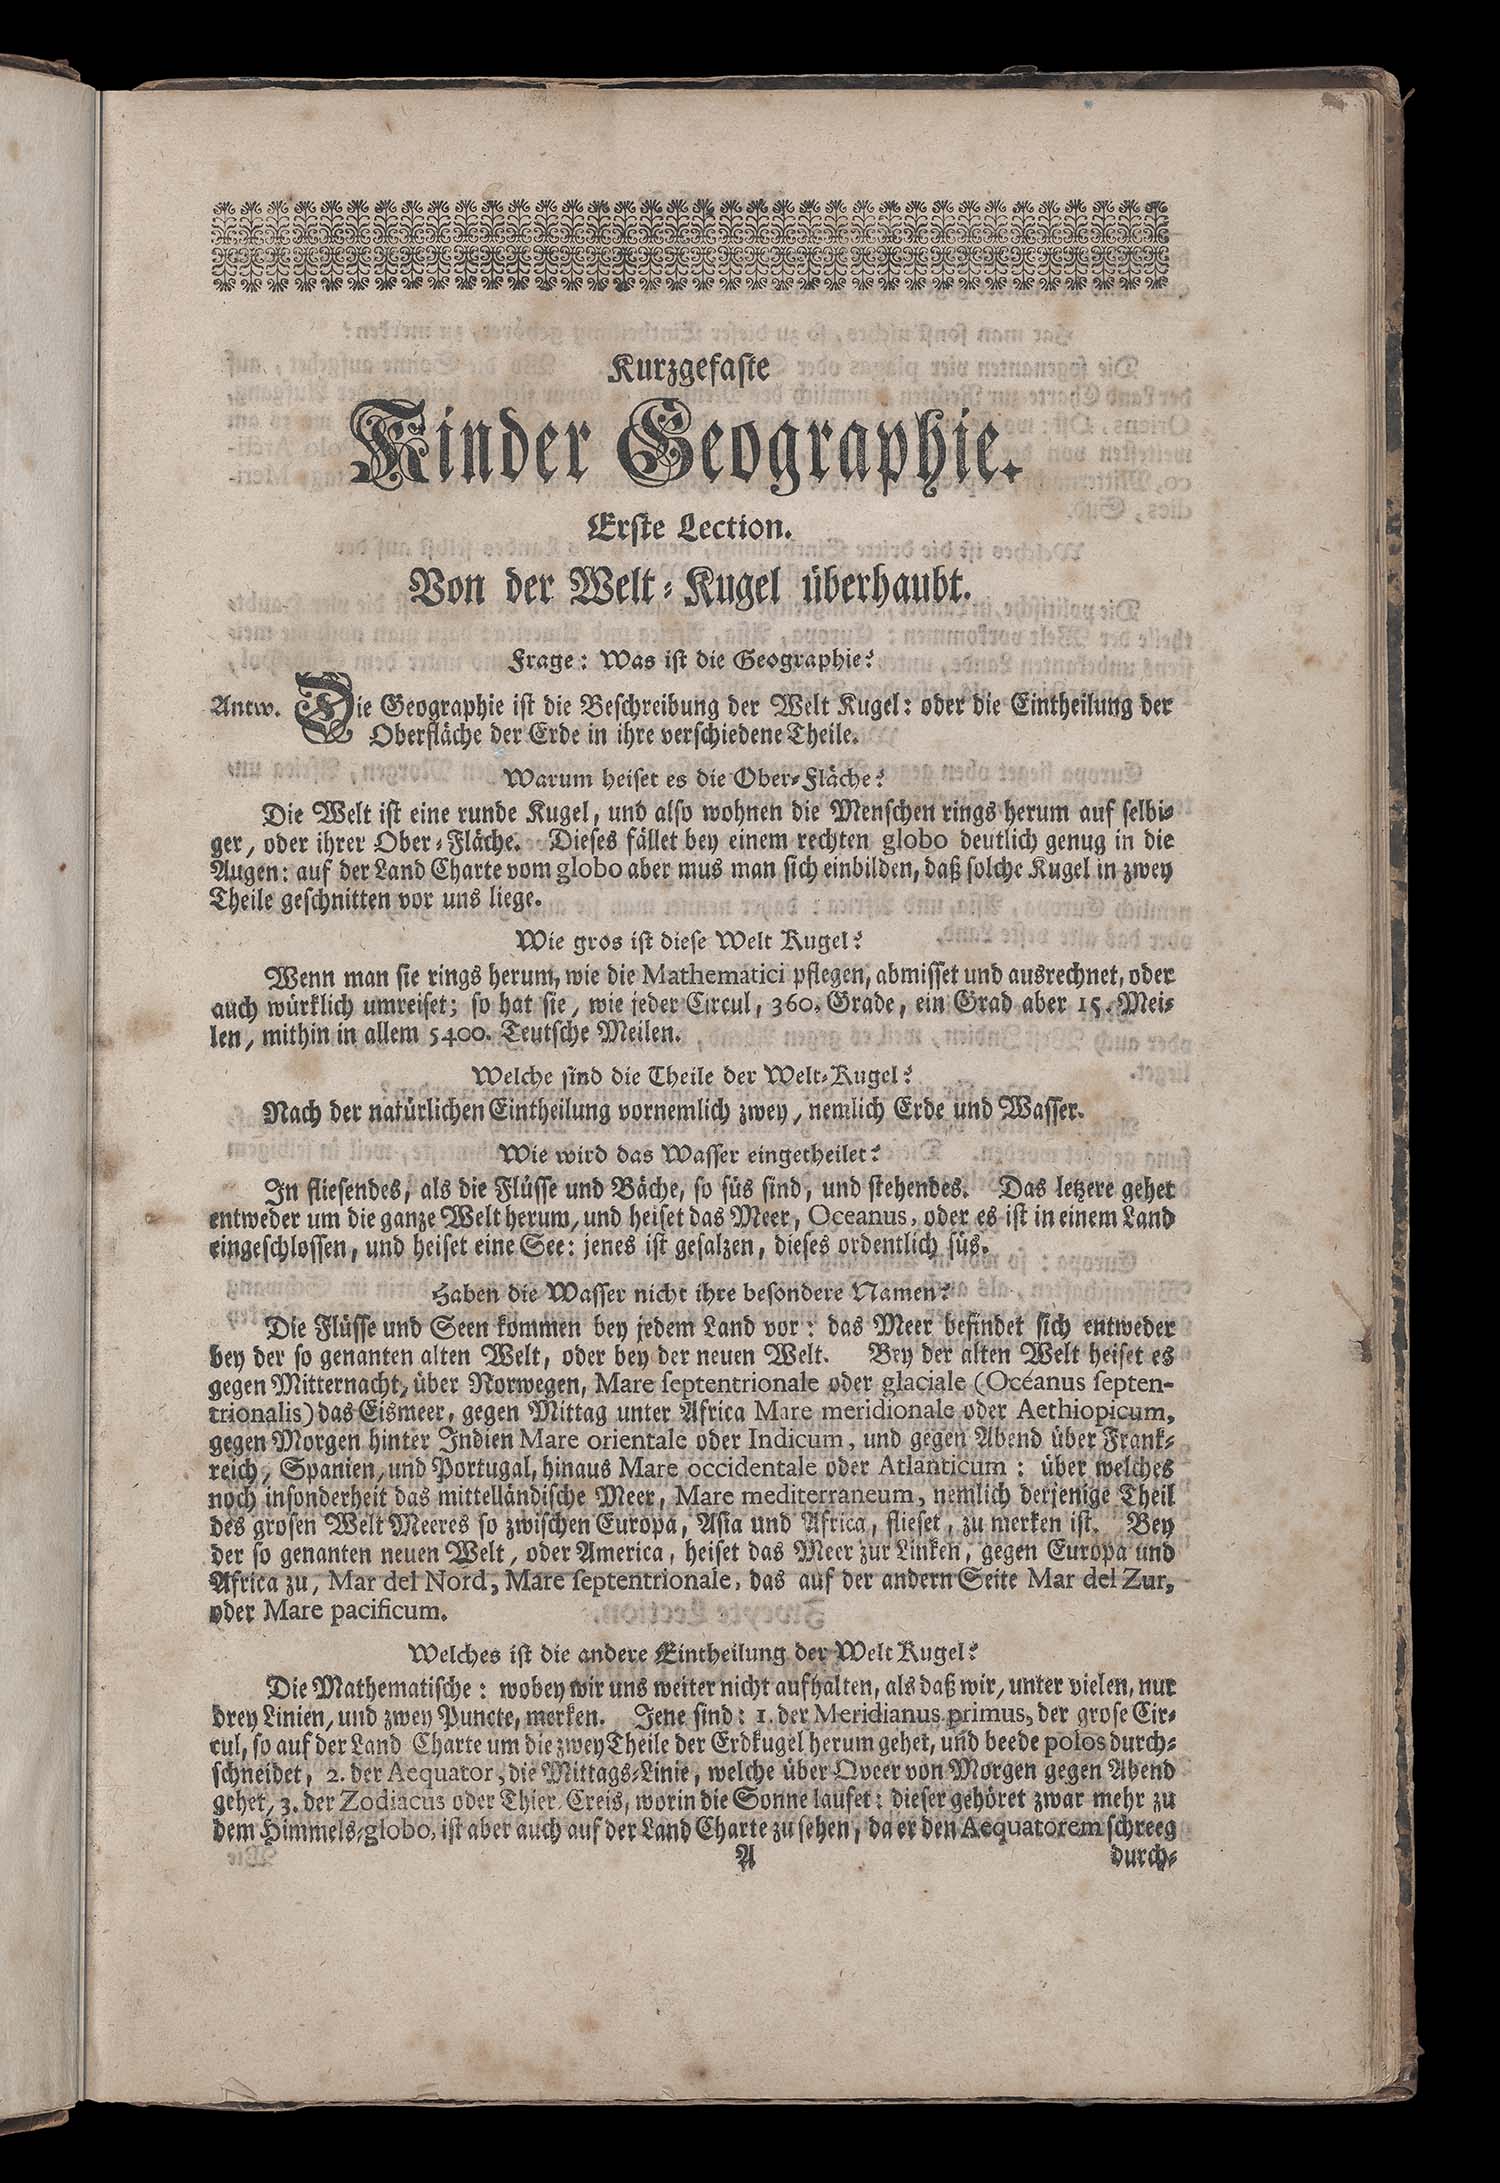 Kurzgefaste
Kinder Geographie.
Erste Lection.
Von der Welt-Kugel überhaubt.
Frage: Was ist die Geographie?
Antw. Die Geographie ist die Beschreibung der Welt Kugel: oder die Eintheilung der
Oberfläche der Erde in ihre verschiedene Theile.
Warum heiset es die Ober-Fläche?
Die Welt ist eine runde Kugel, und also wohnen die Menschen rings herum auf selbi-
ger, oder ihrer Ober-Fläche. Dieses fället bey einem rechten globo deutlich genug in die
Augen: auf der Land Charte vom globo aber mus man sich einbilden, daß solche Kugel in zwey
Theile geschnitten vor uns liege.
Wie gros ist diese Welt Kugel?
Wenn man sie rings herum, wie die Mathematici pflegen, abmisset und ausrechnet, oder
auch würklich umreiset; so hat sie, wie jeder Circul, 360. Grade, ein Grad aber 15. Mei-
len, mithin in allem 5400. Teutsche Meilen.
Welche sind die Theile der Welt-Kugel?
Nach der natürlichen Eintheilung vornemlich zwey, nemlich Erde und Wasser.
Wie wird das Wasser eingetheilet?
In fliesendes, als die Flüsse und Bäche, so süs sind, und stehendes. Das letzere gehet
entweder um die ganze Welt herum, und heiset das Meer, Oceanus, oder es ist in einem Land
eingeschlossen, und heiset eine See: jenes ist gesalzen, dieses ordentlich süs.
Haben die Wasser nicht ihre besondere Namen?
Die Flüsse und Seen kommen bey jedem Land vor: das Meer befindet sich entweder
bey der so genanten alten Welt, oder bey der neuen Welt. Bey der alten Welt heiset es
gegen Mitternacht, über Norwegen, Mare septentrionale oder glaciale (Océanus septen-
trionalis) das Eismeer, gegen Mittag unter Africa Mare meridionale oder Aethiopicum,
gegen Morgen hinter Indien Mare orientale oder Indicum, und gegen Abend über Frank-
reich, Spanien, und Portugal, hinaus Mare occidentale oder Atlanticum: über welches
noch insonderheit das mittelländische Meer, Mare mediterraneum, nemlich derjenige Theil
des grosen Welt Meeres so zwischen Europa, Asia und Africa, flieset, zu merken ist. Bey
der so genanten neuen Welt, oder America, heiset das Meer zur Linken, gegen Europa und
Africa zu, Mar del Nord, Mare septentrionale, das auf der andern Seite Mar del Zur,
oder Mare pacificum.
Welches ist die andere Eintheilung der Welt Kugel?
Die Mathematische: wobey wir uns weiter nicht aufhalten, als daß wir, unter vielen, nur
drey Linien, und zwey Puncte, merken. Jene sind: 1. der Meridianus primus, der grose Cir-
cul, so auf der Land Charte um die zwey Theile der Erdkugel herum gehet, und beede polos durch-
schneidet, 2. der Aequator, die Mittags-Linie, welche über Qveer von Morgen gegen Abend
gehet, 3. der Zodiacus oder Thier Creis, worin die Sonne laufet: dieser gehöret zwar mehr zu
dem Himmels-globo, ist aber auch auf der Land Charte zu sehen, da er den Aequatorem schreeg
A durch-